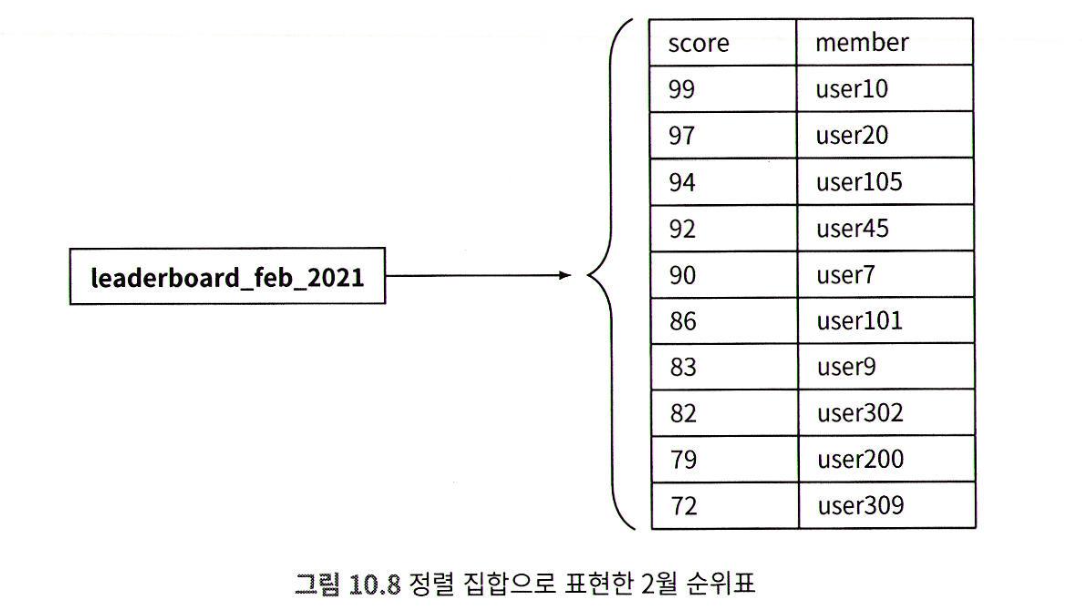 score member
99 user10
97 user20
94 user105
92 user45
leaderboard_feb_2021
90 user7
86 user101
83 user9
82 user302
79 user200
72 user309
그림 10.8 정렬 집합으로 표현한 2월 순위표